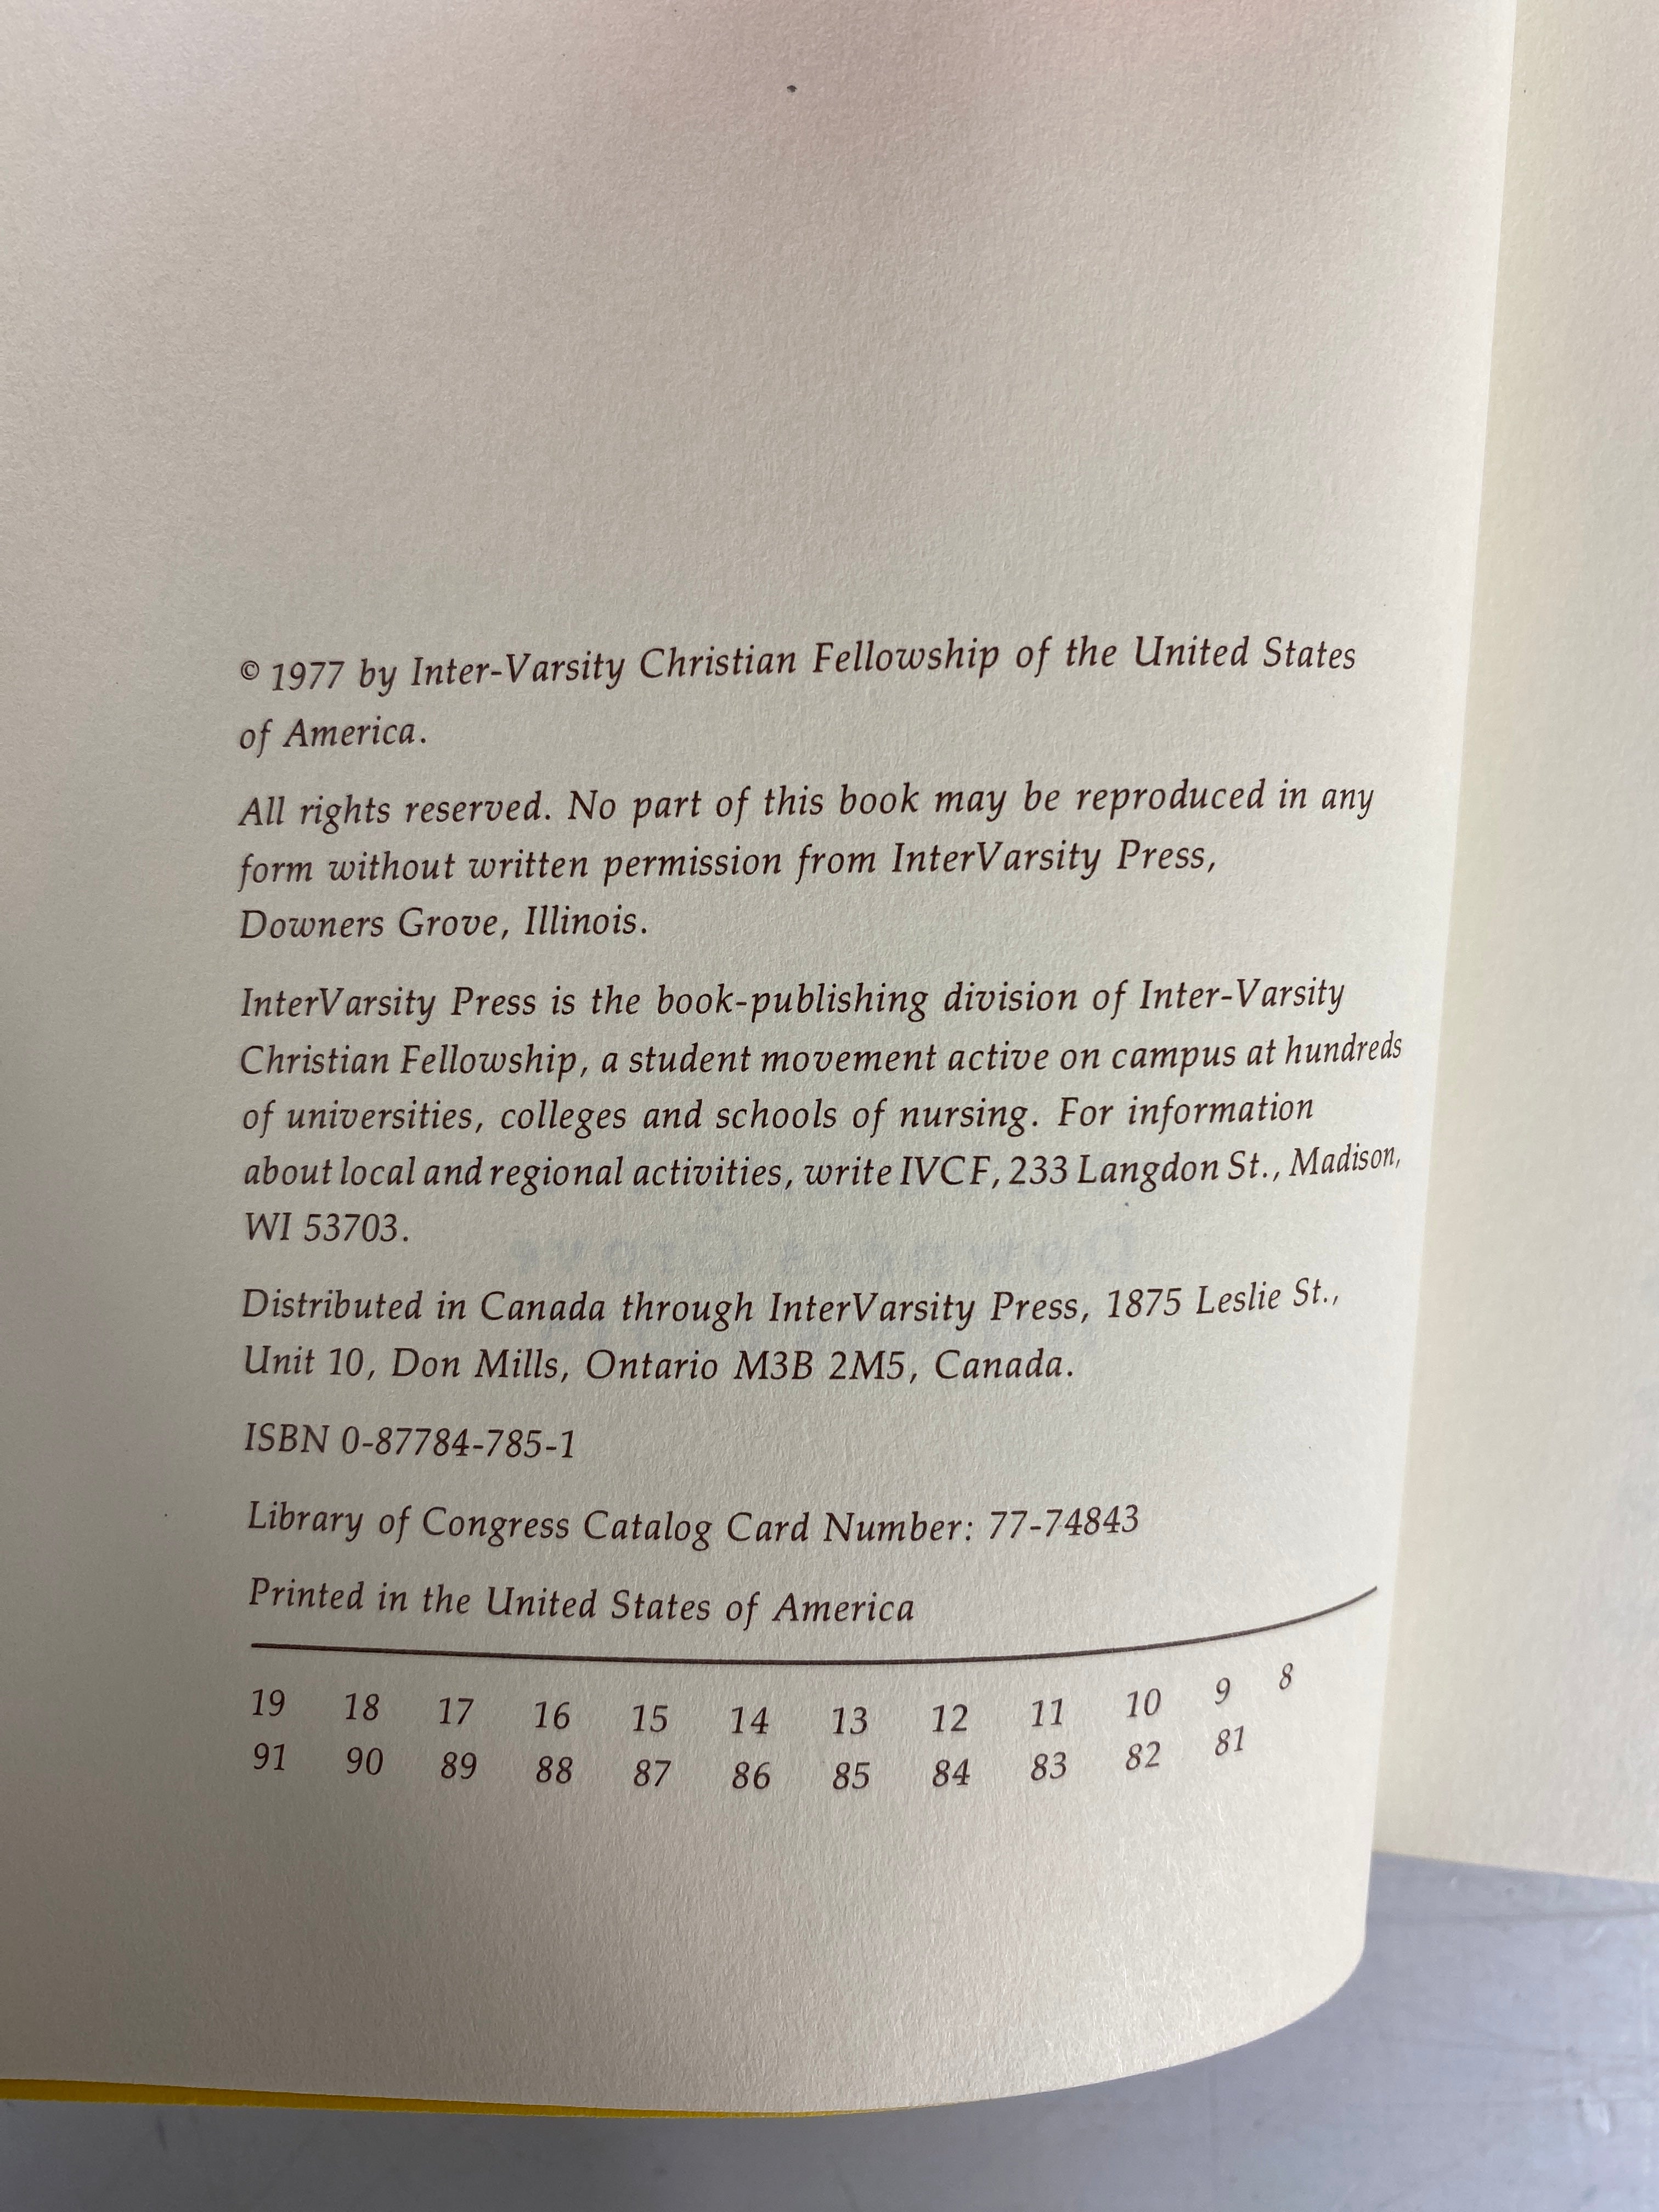 © 1977 by Inter-Varsity Christian Fellowship of the United States
of America.
All rights reserved. No part of this book may be reproduced in any
form without written permission from InterVarsity Press,
Downers Grove, Illinois.
InterVarsity Press is the book-publishing division of Inter-Varsity
Christian Fellowship, a student movement active on campus at hundreds
of universities, colleges and schools of nursing. For information
about local and regional activities, write IVCF, 233 Langdon St., Madison,
WI 53703.
Distributed in Canada through InterVarsity Press, 1875 Leslie St.,
Unit 10, Don Mills, Ontario M3B 2M5, Canada.
ISBN 0-87784-785-1
Library of Congress Catalog Card Number: 77-74843
Printed in the United States of America
19 18 17 16 15 14 13 12 11 10 9 8
91 90 89 88 87 86 85 84 83 82 81